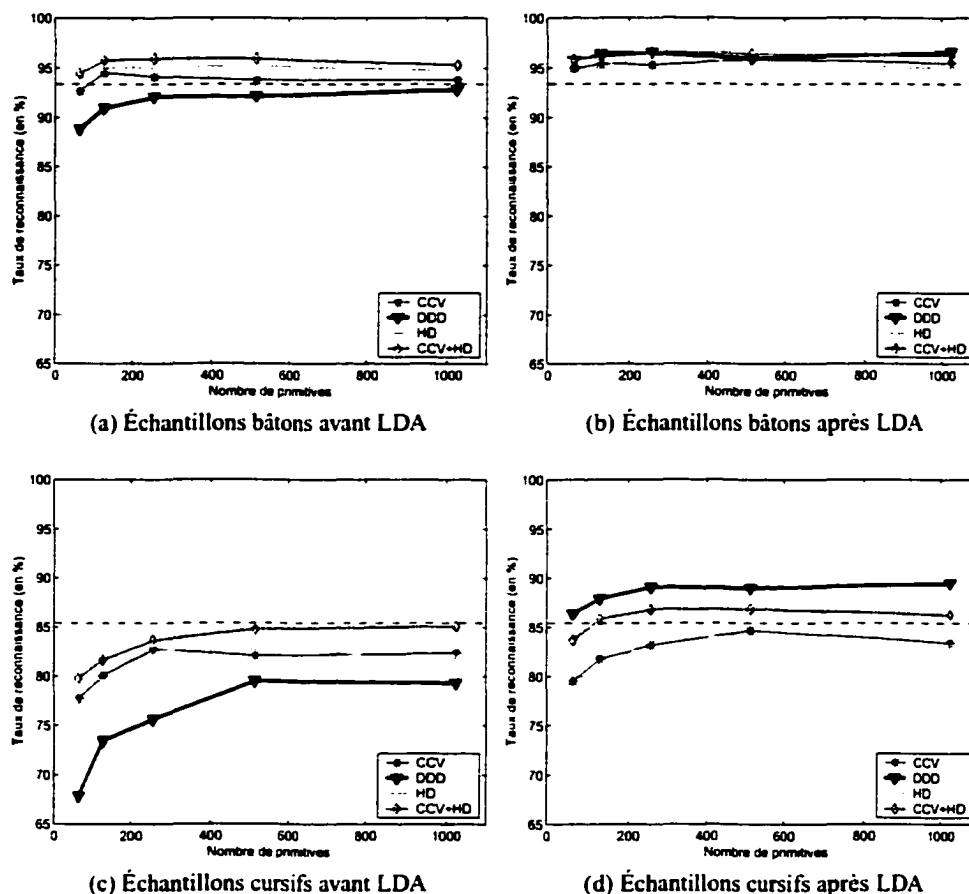 100
95
90
85
80
75
70
65
0
200
400
600
800
1000
Taux de reconnaissance (en %)
Nombre de primitives
CCV
DDD
HD
CCV+HD
(a) Échantillons bâtons avant LDA
100
95
90
85
80
75
70
65
0
200
400
600
800
1000
Taux de reconnaissance (en %)
Nombre de primitives
CCV
DDD
HD
CCV+HD
(b) Échantillons bâtons après LDA
100
95
90
85
80
75
70
65
0
200
400
600
800
1000
Taux de reconnaissance (en %)
Nombre de primitives
CCV
DDD
HD
CCV+HD
(c) Échantillons cursifs avant LDA
100
95
90
85
80
75
70
65
0
200
400
600
800
1000
Taux de reconnaissance (en %)
Nombre de primitives
CCV
DDD
HD
CCV+HD
(d) Échantillons cursifs après LDA